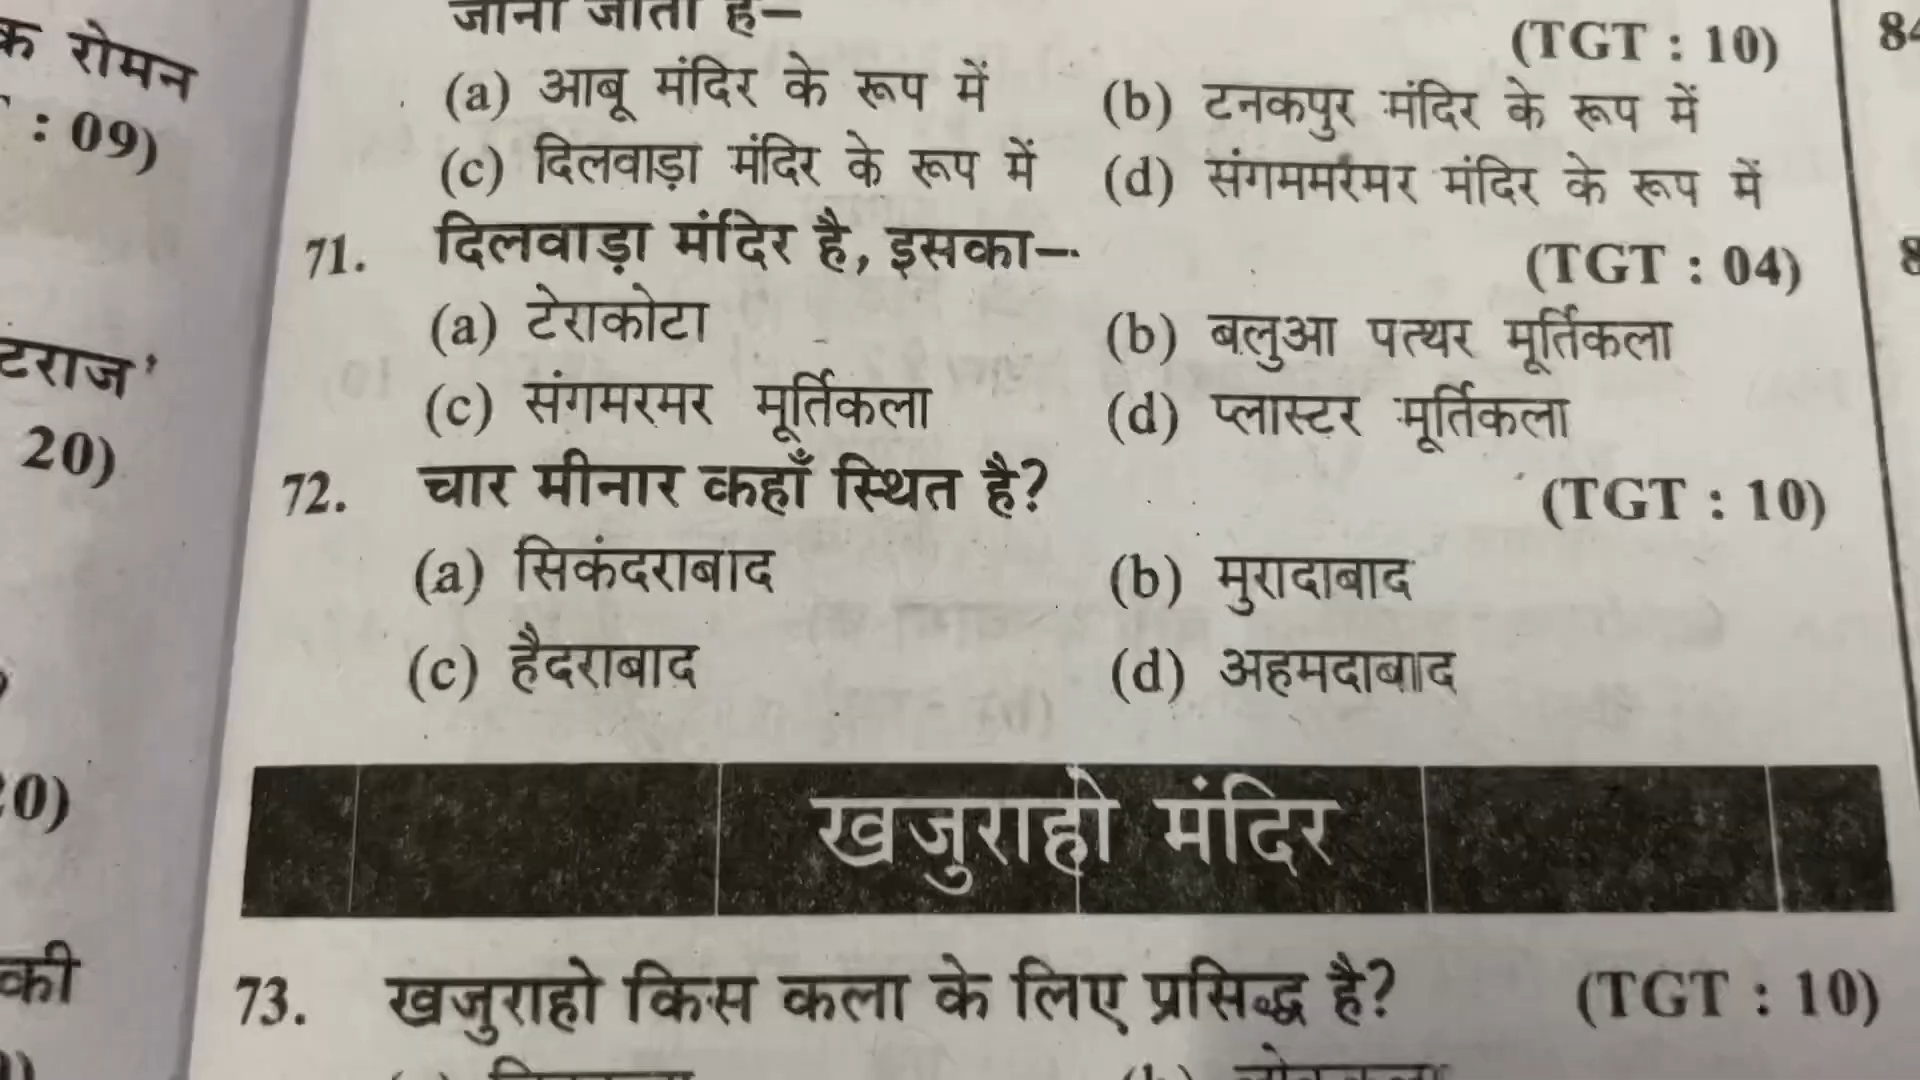 क रोमन
: 09)
टराज'
20)
की
जाना जाता है–
(TGT : 10)
(a) आबू मंदिर के रूप में (b) टनकपुर मंदिर के रूप में
(c) दिलवाड़ा मंदिर के रूप में (d) संगममरमर मंदिर के रूप में
71. दिलवाड़ा मंदिर है, इसका–
(TGT : 04)
(a) टेराकोटा (b) बलुआ पत्थर मूर्तिकला
(c) संगमरमर मूर्तिकला (d) प्लास्टर मूर्तिकला
72. चार मीनार कहाँ स्थित है? (TGT : 10)
(a) सिकंदराबाद (b) मुरादाबाद
(c) हैदराबाद (d) अहमदाबाद
खजुराहो मंदिर
73. खजुराहो किस कला के लिए प्रसिद्ध है? (TGT : 10)